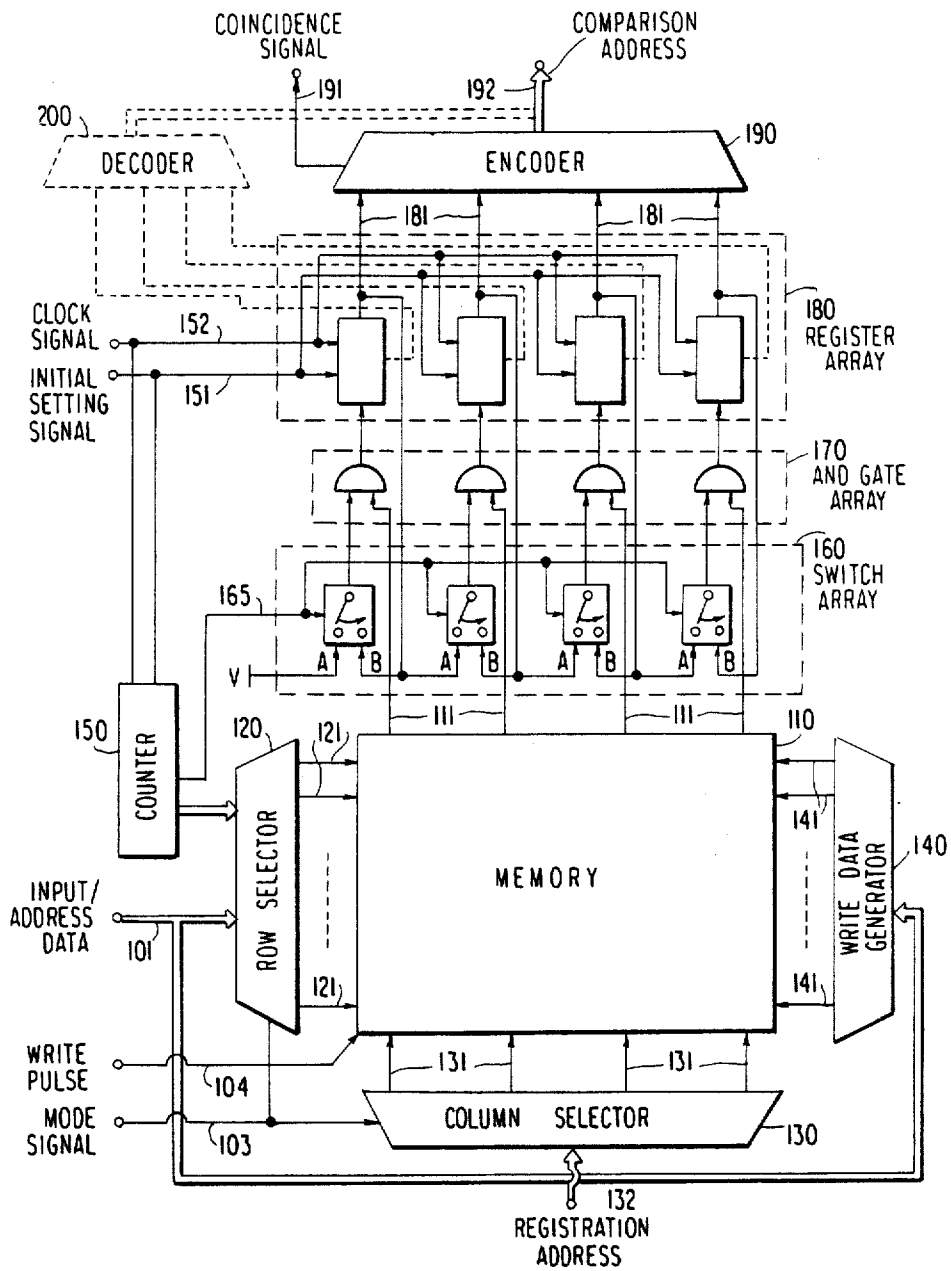 COINCIDENCE
SIGNAL
191
COMPARISON
ADDRESS
192
200
DECODER
ENCODER
190
181
181
CLOCK
SIGNAL
152
INITIAL
SETTING
SIGNAL
151
180
REGISTER
ARRAY
170
AND GATE
ARRAY
160
SWITCH
ARRAY
165
V
A
B
A
B
A
B
A
B
111
111
110
150
COUNTER
120
121
ROW SELECTOR
121
MEMORY
141
141
WRITE DATA
GENERATOR
140
INPUT/
ADDRESS
DATA
101
WRITE
PULSE
104
MODE
SIGNAL
103
131
131
COLUMN SELECTOR
130
132
REGISTRATION
ADDRESS